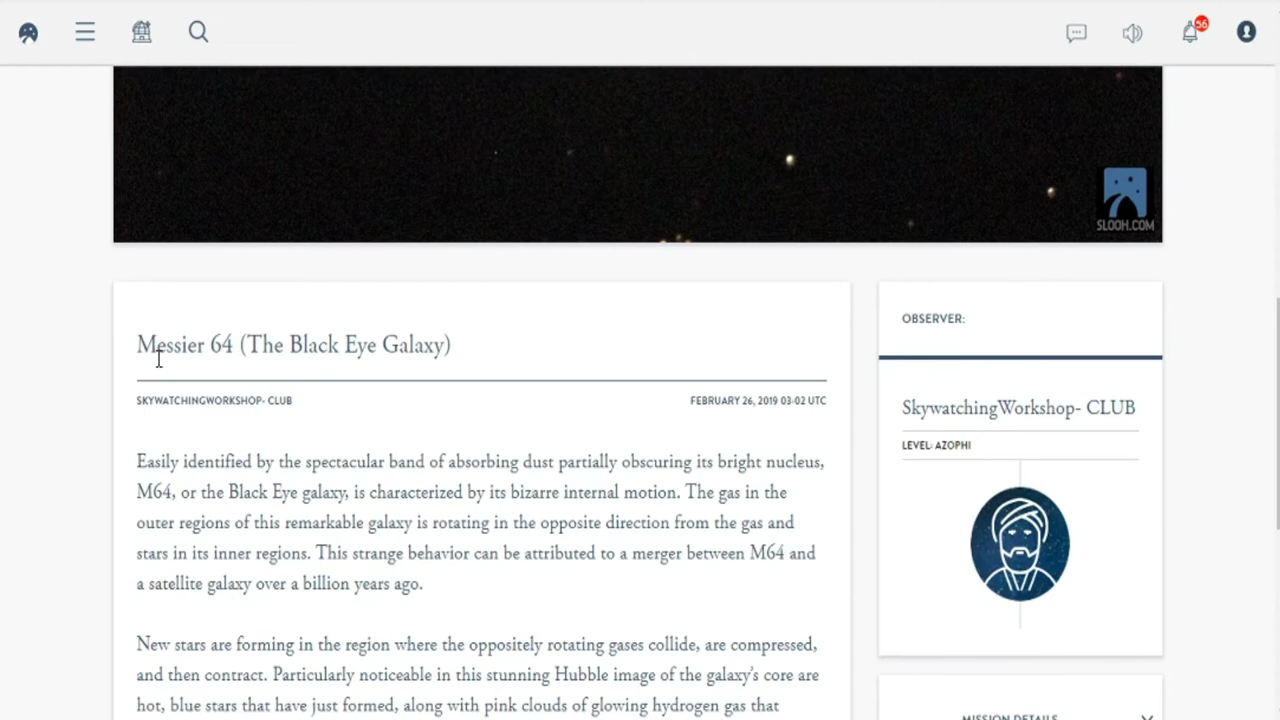 56
SLOOH.COM
Messier 64 (The Black Eye Galaxy)
SKYWATCHINGWORKSHOP- CLUB
FEBRUARY 26, 2019 03:02 UTC
Easily identified by the spectacular band of absorbing dust partially obscuring its bright nucleus,
M64, or the Black Eye galaxy, is characterized by its bizarre internal motion. The gas in the
outer regions of this remarkable galaxy is rotating in the opposite direction from the gas and
stars in its inner regions. This strange behavior can be attributed to a merger between M64 and
a satellite galaxy over a billion years ago.
New stars are forming in the region where the oppositely rotating gases collide, are compressed,
and then contract. Particularly noticeable in this stunning Hubble image of the galaxy's core are
hot, blue stars that have just formed, along with pink clouds of glowing hydrogen gas that
OBSERVER:
SkywatchingWorkshop- CLUB
LEVEL: AZOPHI
MISSION DETAILS